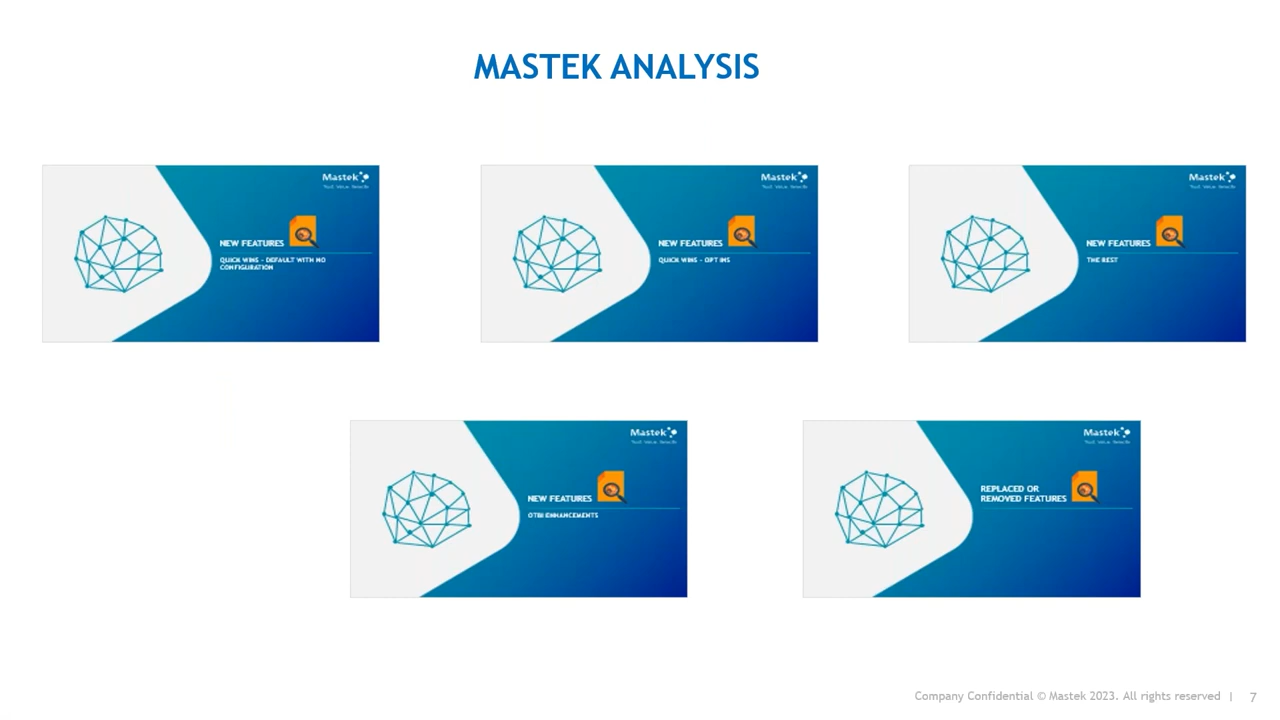 MASTEK ANALYSIS
Mastek
NEW FEATURES
QUICK WINS - DEFAULT WITH NO
CONFIGURATION
Mastek
NEW FEATURES
QUICK WINS - OPT INS
Mastek
NEW FEATURES
THE REST
Mastek
NEW FEATURES
OTBI ENHANCEMENTS
Mastek
REPLACED OR
REMOVED FEATURES
Company Confidential © Mastek 2023. All rights reserved | 7